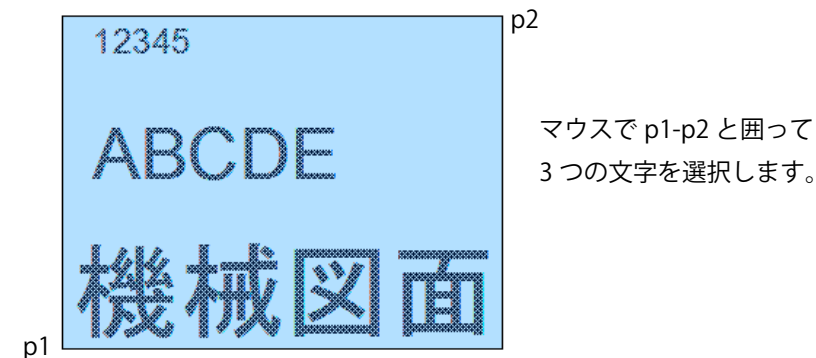 p2
12345
ABCDE
機械図面
p1
マウスで p1-p2 と囲って
3 つの文字を選択します。